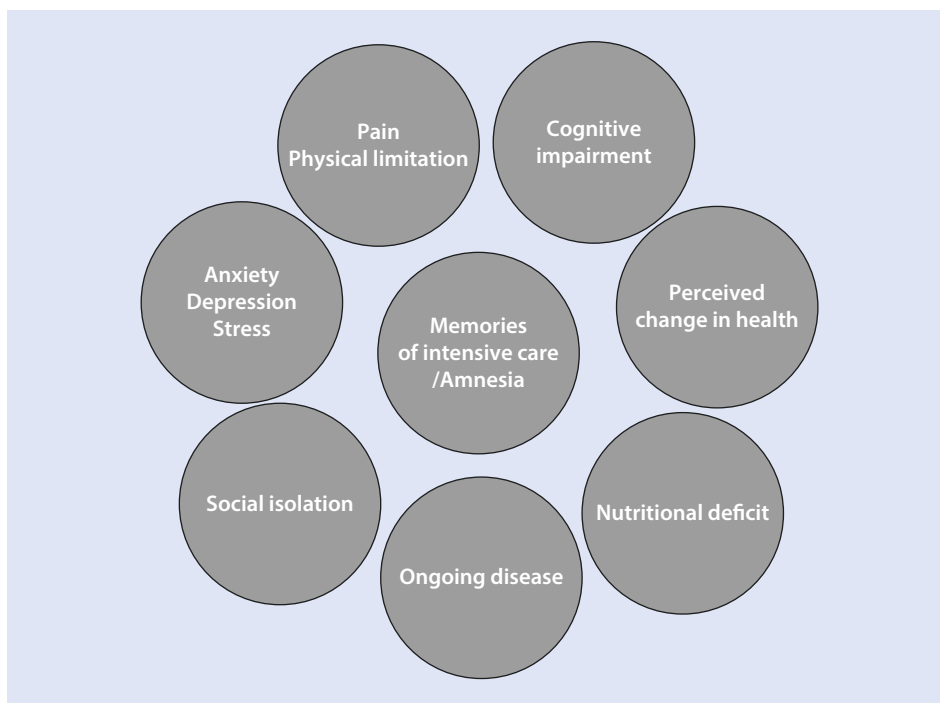 Pain
Physical limitation
Cognitive
impairment
Anxiety
Depression
Stress
Perceived
change in health
Memories
of intensive care
/Amnesia
Social isolation
Nutritional deficit
Ongoing disease